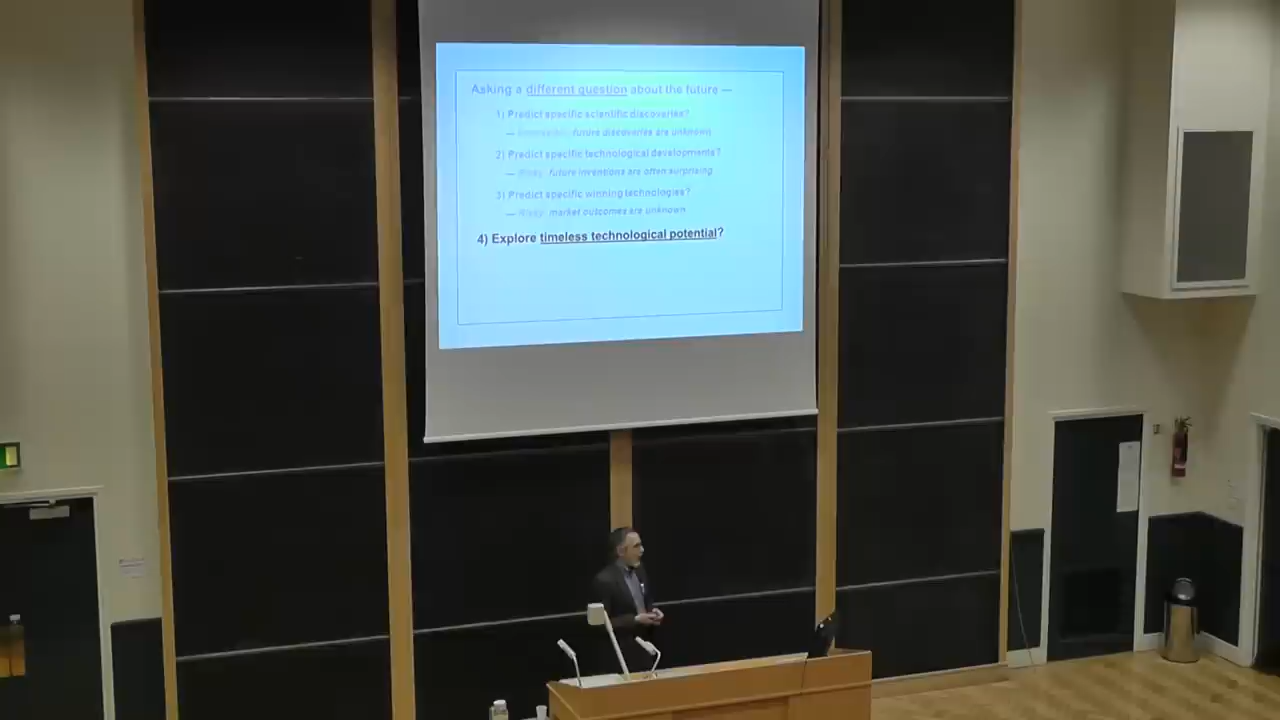 Asking a different question about the future —
1) Predict specific scientific discoveries?
— future discoveries are unknown
2) Predict specific technological developments?
— Risky: future inventions are often surprising
3) Predict specific winning technologies?
— Risky: market outcomes are unknown
4) Explore timeless technological potential?